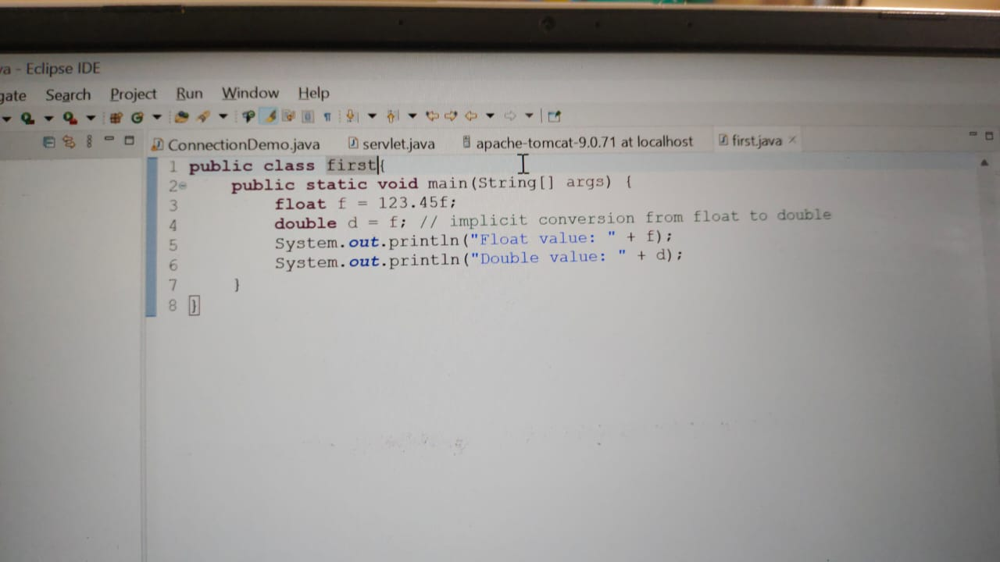 va - Eclipse IDE
gate Search Project Run Window Help
ConnectionDemo.java servlet.java apache-tomcat-9.0.71 at localhost first.java
1 public class first{
2 public static void main(String[] args) {
3 float f = 123.45f;
4 double d = f; // implicit conversion from float to double
5 System.out.println("Float value: " + f);
6 System.out.println("Double value: " + d);
7 }
8 }